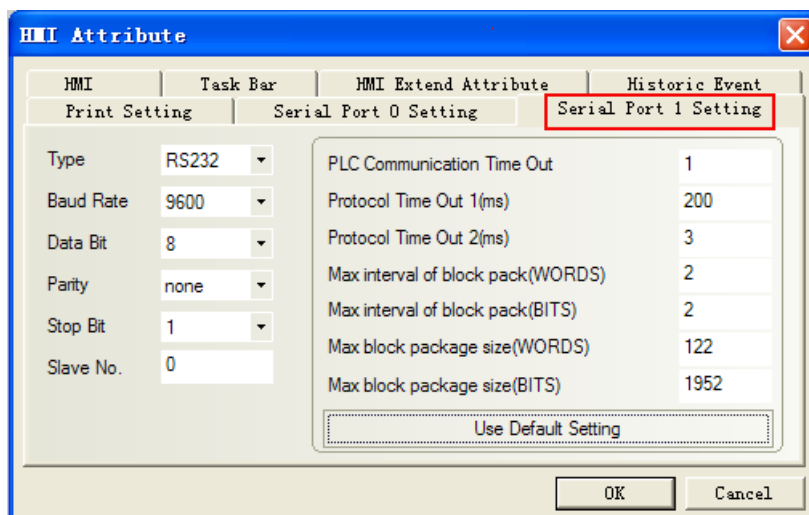 HMI Attribute
HMI Task Bar HMI Extend Attribute Historic Event
Print Setting Serial Port 0 Setting Serial Port 1 Setting
Type RS232
Baud Rate 9600
Data Bit 8
Parity none
Stop Bit 1
Slave No. 0
PLC Communication Time Out 1
Protocol Time Out 1(ms) 200
Protocol Time Out 2(ms) 3
Max interval of block pack(WORDS) 2
Max interval of block pack(BITS) 2
Max block package size(WORDS) 122
Max block package size(BITS) 1952
Use Default Setting
OK Cancel